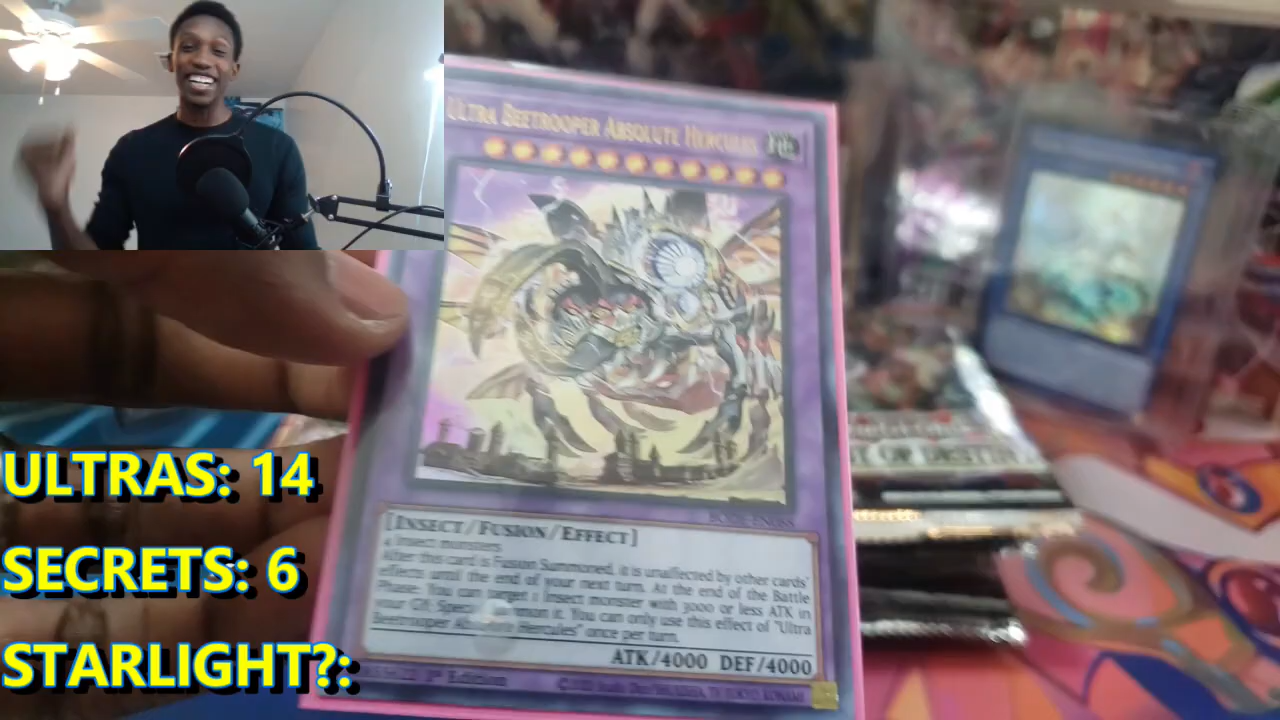 ULTRA BEETROOPER ABSOLUTE HERCULES
[INSECT/FUSION/EFFECT]
4 Insect monsters
After this card is Fusion Summoned, it is unaffected by other cards'
effects until the end of your next turn. At the end of the Battle
Phase: You can target 1 Insect monster with 3000 or less ATK in
your GY; Special Summon it. You can only use this effect of "Ultra
Beetrooper Absolute Hercules" once per turn.
ATK/4000 DEF/4000
1st Edition
OF DESTIN
ULTRAS: 14
SECRETS: 6
STARLIGHT?: